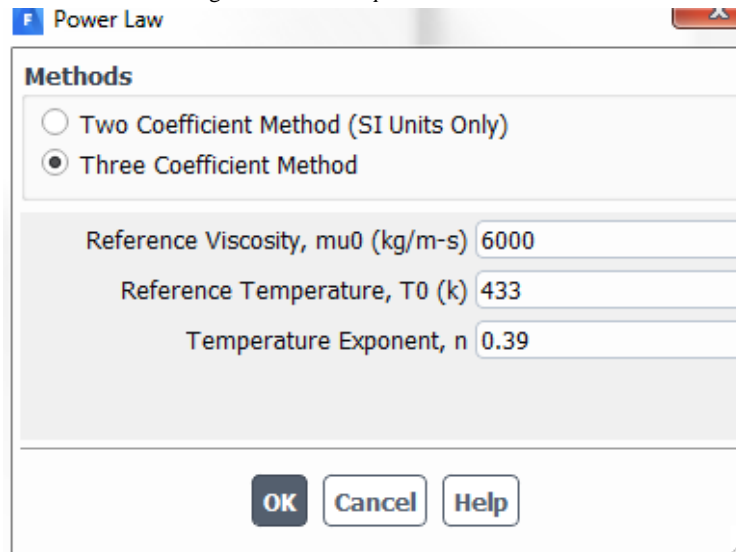 F Power Law
Methods
Two Coefficient Method (SI Units Only)
Three Coefficient Method
Reference Viscosity, mu0 (kg/m-s) 6000
Reference Temperature, T0 (k) 433
Temperature Exponent, n 0.39
OK Cancel Help